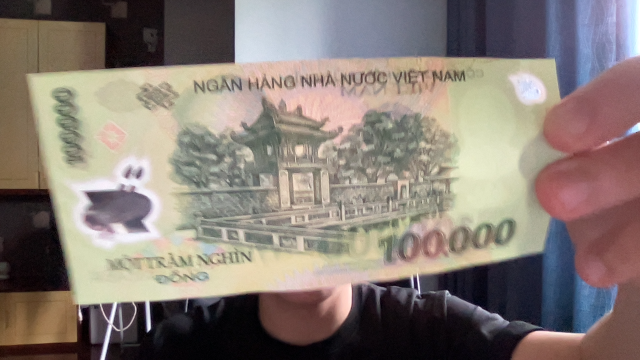 NGÂN HÀNG NHÀ NƯỚC VIỆT NAM
100000
MỘT TRĂM NGHÌN
ĐỒNG
100.000